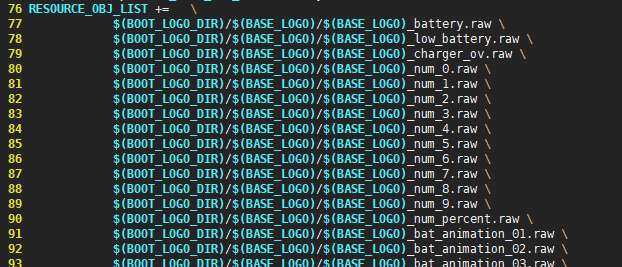 76 RESOURCE_OBJ_LIST += \
77 $(BOOT_LOGO_DIR)/$(BASE_LOGO)/$(BASE_LOGO)_battery.raw \
78 $(BOOT_LOGO_DIR)/$(BASE_LOGO)/$(BASE_LOGO)_low_battery.raw \
79 $(BOOT_LOGO_DIR)/$(BASE_LOGO)/$(BASE_LOGO)_charger_ov.raw \
80 $(BOOT_LOGO_DIR)/$(BASE_LOGO)/$(BASE_LOGO)_num_0.raw \
81 $(BOOT_LOGO_DIR)/$(BASE_LOGO)/$(BASE_LOGO)_num_1.raw \
82 $(BOOT_LOGO_DIR)/$(BASE_LOGO)/$(BASE_LOGO)_num_2.raw \
83 $(BOOT_LOGO_DIR)/$(BASE_LOGO)/$(BASE_LOGO)_num_3.raw \
84 $(BOOT_LOGO_DIR)/$(BASE_LOGO)/$(BASE_LOGO)_num_4.raw \
85 $(BOOT_LOGO_DIR)/$(BASE_LOGO)/$(BASE_LOGO)_num_5.raw \
86 $(BOOT_LOGO_DIR)/$(BASE_LOGO)/$(BASE_LOGO)_num_6.raw \
87 $(BOOT_LOGO_DIR)/$(BASE_LOGO)/$(BASE_LOGO)_num_7.raw \
88 $(BOOT_LOGO_DIR)/$(BASE_LOGO)/$(BASE_LOGO)_num_8.raw \
89 $(BOOT_LOGO_DIR)/$(BASE_LOGO)/$(BASE_LOGO)_num_9.raw \
90 $(BOOT_LOGO_DIR)/$(BASE_LOGO)/$(BASE_LOGO)_num_percent.raw \
91 $(BOOT_LOGO_DIR)/$(BASE_LOGO)/$(BASE_LOGO)_bat_animation_01.raw \
92 $(BOOT_LOGO_DIR)/$(BASE_LOGO)/$(BASE_LOGO)_bat_animation_02.raw \
93 $(BOOT_LOGO_DIR)/$(BASE_LOGO)/$(BASE_LOGO)_bat_animation_03.raw \